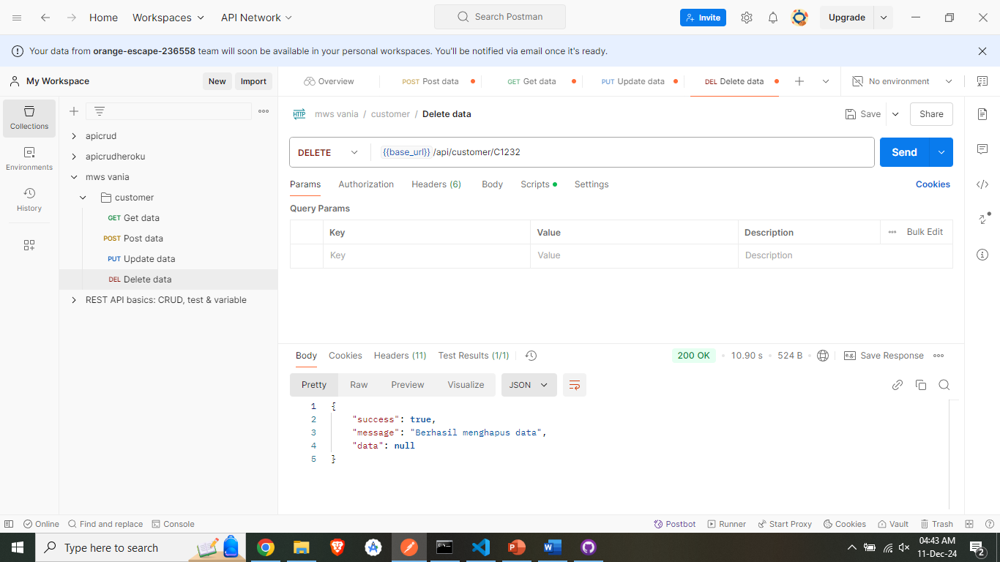 Home Workspaces API Network Search Postman Invite Upgrade
Your data from orange-escape-236558 team will soon be available in your personal workspaces. You'll be notified via email once it's ready.
My Workspace New Import Overview POST Post data GET Get data PUT Update data DEL Delete data No environment
Collections
Environments
History
apicrud
apicrudheroku
mws vania
customer
GET Get data
POST Post data
PUT Update data
DEL Delete data
REST API basics: CRUD, test & variable
HTTP mws vania / customer / Delete data Save Share
DELETE {{base_url}}/api/customer/C1232 Send
Params Authorization Headers (6) Body Scripts Settings Cookies
Query Params
Key Value Description Bulk Edit
Key Value Description
Body Cookies Headers (11) Test Results (1/1) 200 OK 10.90 s 524 B e.g. Save Response
Pretty Raw Preview Visualize JSON
1 {
2 "success": true,
3 "message": "Berhasil menghapus data",
4 "data": null
5 }
Online Find and replace Console Postbot Runner Start Proxy Cookies Vault Trash
Type here to search
04:43 AM
11-Dec-24
2